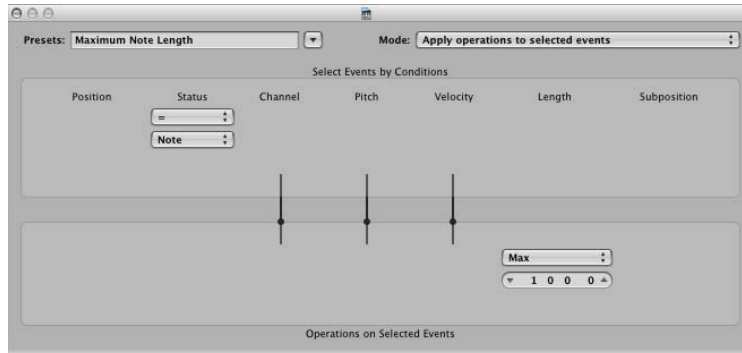 Presets: Maximum Note Length Mode: Apply operations to selected events
Select Events by Conditions
Position Status Channel Pitch Velocity Length Subposition
=
Note
Max
1 0 0 0
Operations on Selected Events